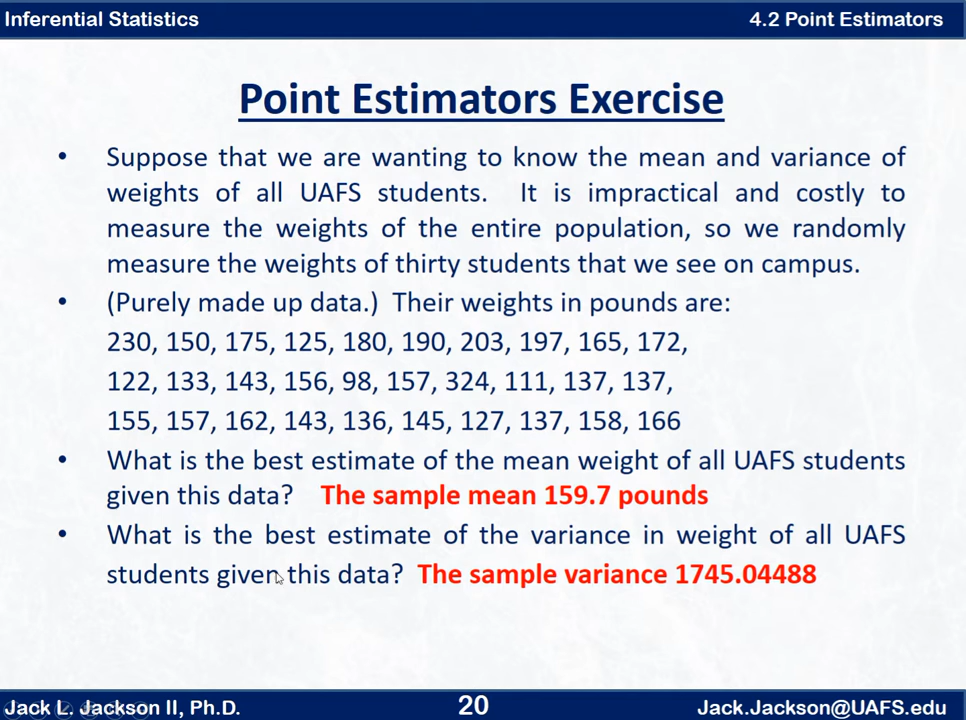 Inferential Statistics
4.2 Point Estimators
Point Estimators Exercise
• Suppose that we are wanting to know the mean and variance of
weights of all UAFS students. It is impractical and costly to
measure the weights of the entire population, so we randomly
measure the weights of thirty students that we see on campus.
• (Purely made up data.) Their weights in pounds are:
230, 150, 175, 125, 180, 190, 203, 197, 165, 172,
122, 133, 143, 156, 98, 157, 324, 111, 137, 137,
155, 157, 162, 143, 136, 145, 127, 137, 158, 166
• What is the best estimate of the mean weight of all UAFS students
given this data? The sample mean 159.7 pounds
• What is the best estimate of the variance in weight of all UAFS
students given this data? The sample variance 1745.04488
Jack L. Jackson II, Ph.D.
20
Jack.Jackson@UAFS.edu